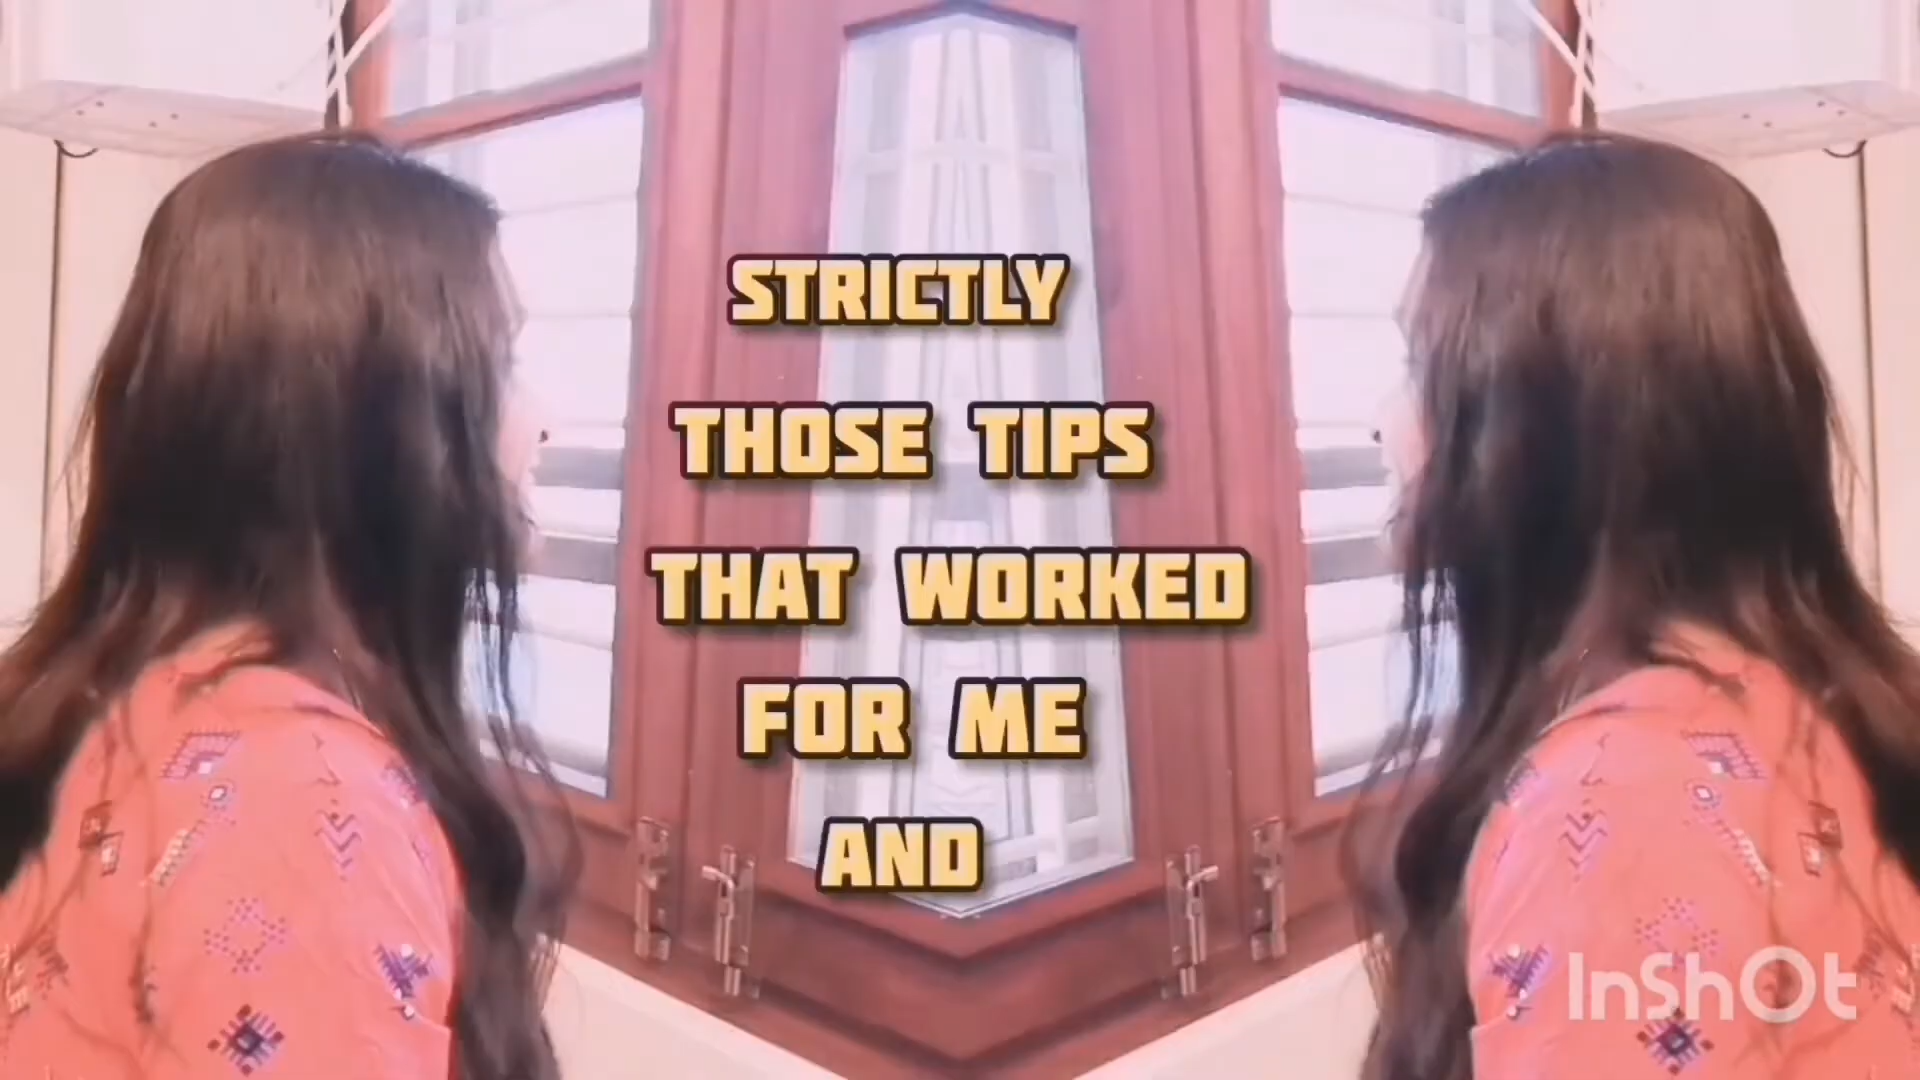 STRICTLY
THOSE TIPS
THAT WORKED
FOR ME
AND
InShOt